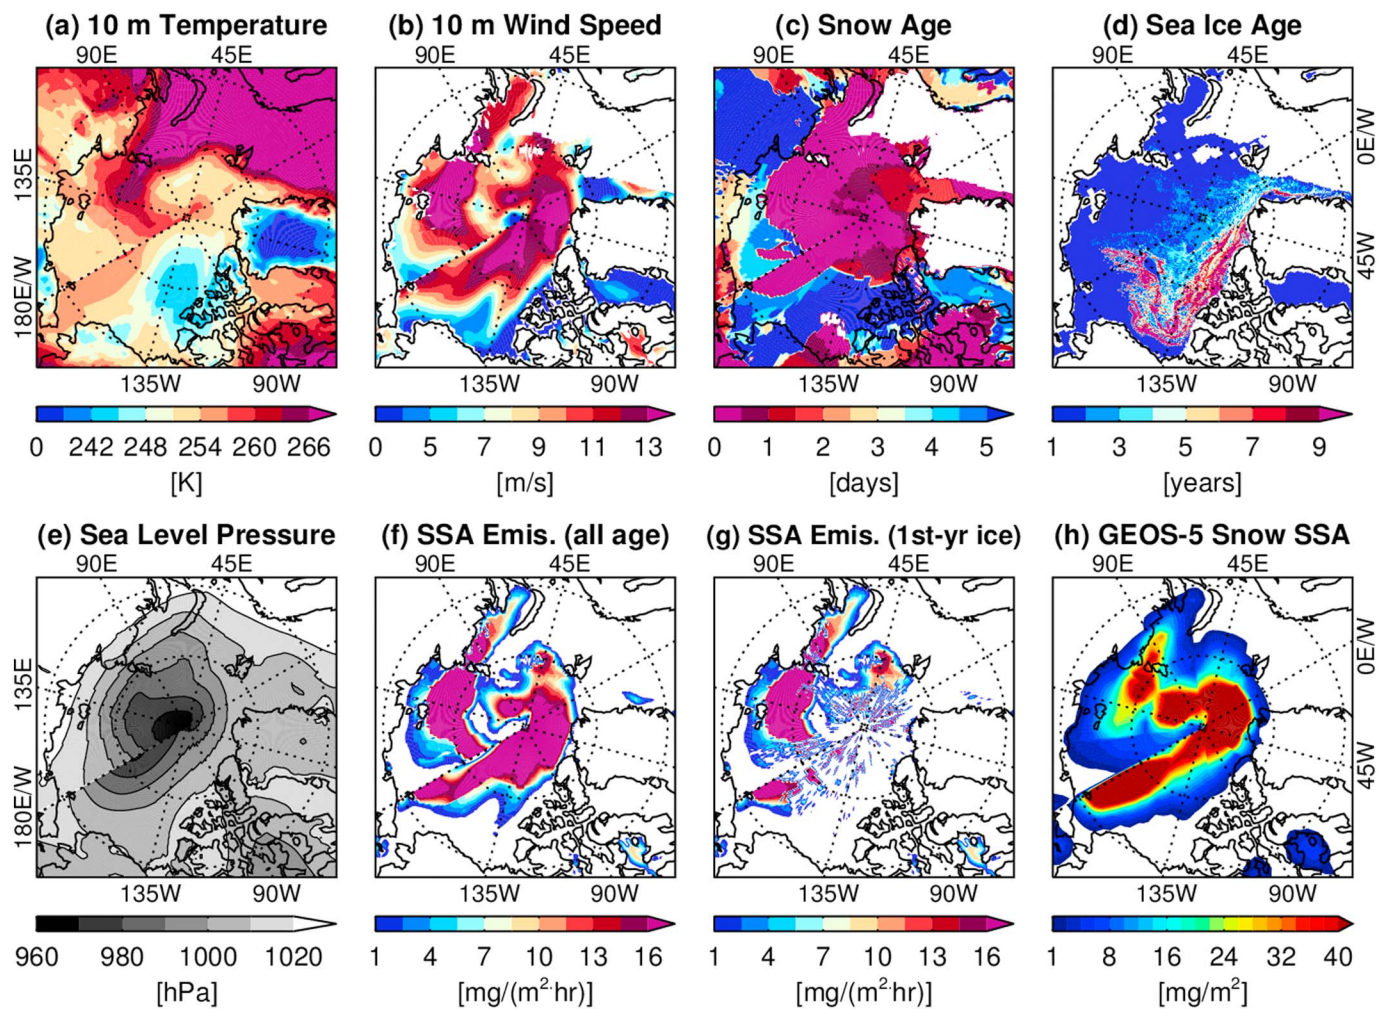 (a) 10 m Temperature
(b) 10 m Wind Speed
(c) Snow Age
(d) Sea Ice Age
90E 45E
90E 45E
90E 45E
90E 45E
135E
180E/W
0E/W
45W
135W 90W
135W 90W
135W 90W
135W 90W
0 242 248 254 260 266
0 5 7 9 11 13
0 1 2 3 4 5
1 3 5 7 9
[K]
[m/s]
[days]
[years]
(e) Sea Level Pressure
(f) SSA Emis. (all age)
(g) SSA Emis. (1st-yr ice)
(h) GEOS-5 Snow SSA
90E 45E
90E 45E
90E 45E
90E 45E
135E
180E/W
0E/W
45W
135W 90W
135W 90W
135W 90W
135W 90W
960 980 1000 1020
1 4 7 10 13 16
1 4 7 10 13 16
1 8 16 24 32 40
[hPa]
[mg/(m²·hr)]
[mg/(m²·hr)]
[mg/m²]